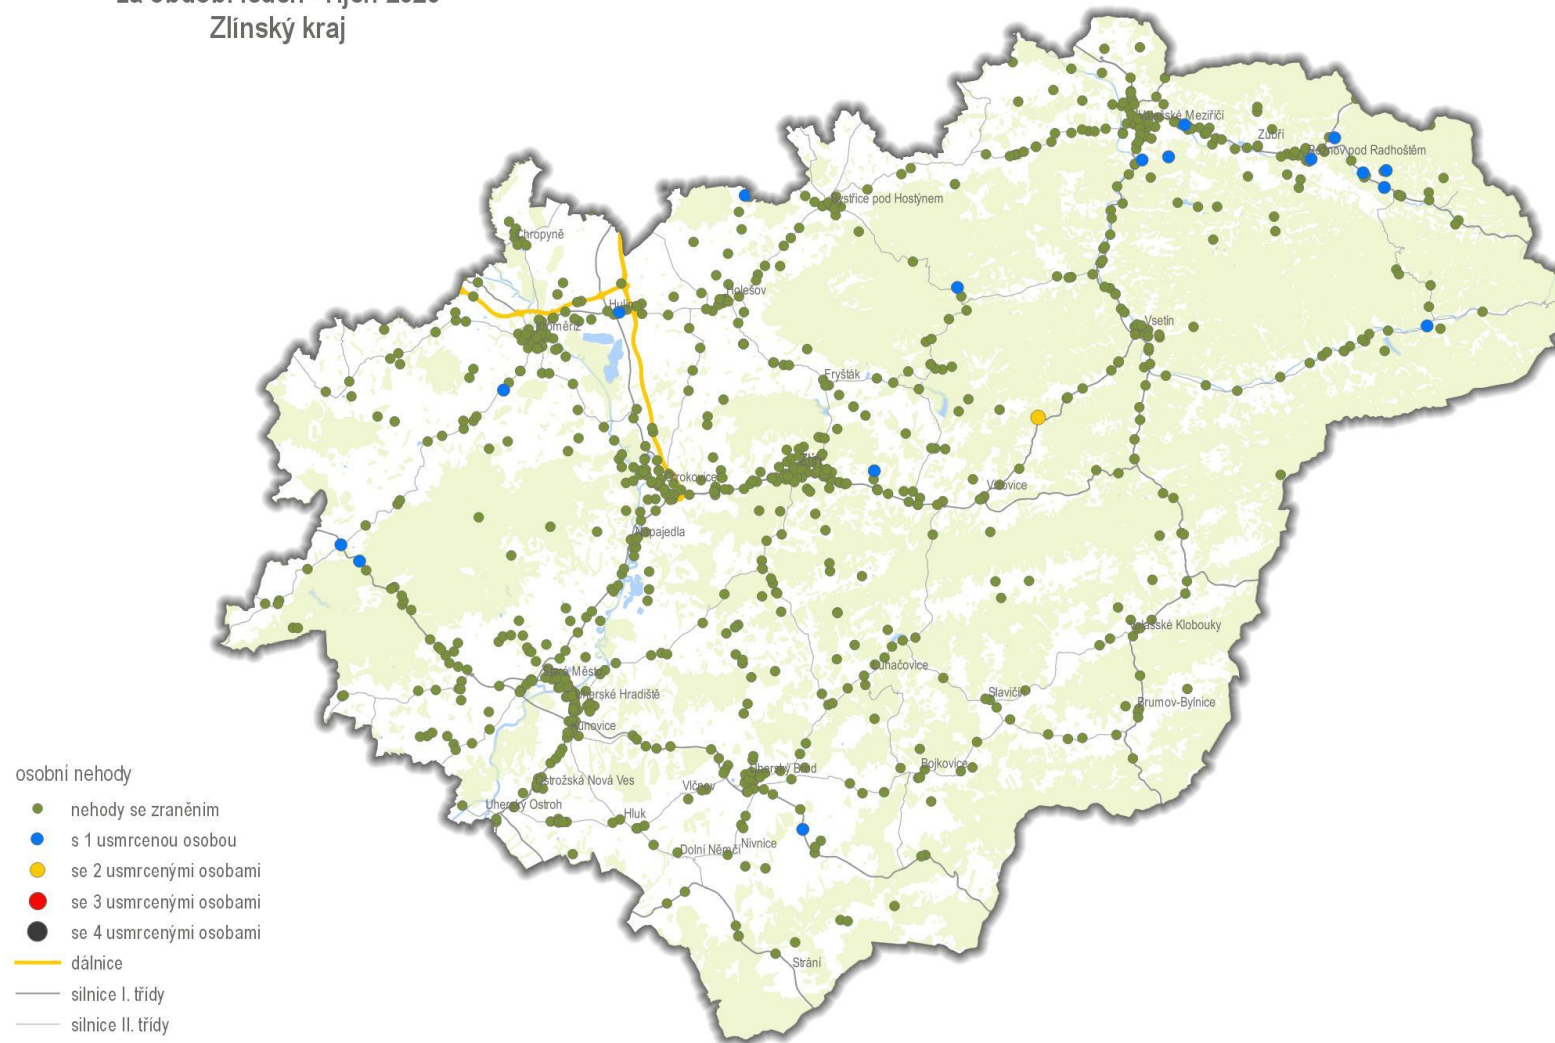 Zlínský kraj
Valašské Meziříčí
Zubří
Rožnov pod Radhoštěm
Bystřice pod Hostýnem
Chropyně
Holešov
Hulín
Kroměříž
Vsetín
Fryšták
Zlín
Otrokovice
Vizovice
Napajedla
Valašské Klobouky
Luhačovice
Staré Město
Uherské Hradiště
Slavičín
Brumov-Bylnice
Kunovice
Bojkovice
Uherský Brod
Ostrožská Nová Ves
Vlčnov
Uherský Ostroh
Hluk
Nivnice
Dolní Němčí
Strání
osobní nehody
nehody se zraněním
s 1 usmrcenou osobou
se 2 usmrcenými osobami
se 3 usmrcenými osobami
se 4 usmrcenými osobami
dálnice
silnice I. třídy
silnice II. třídy